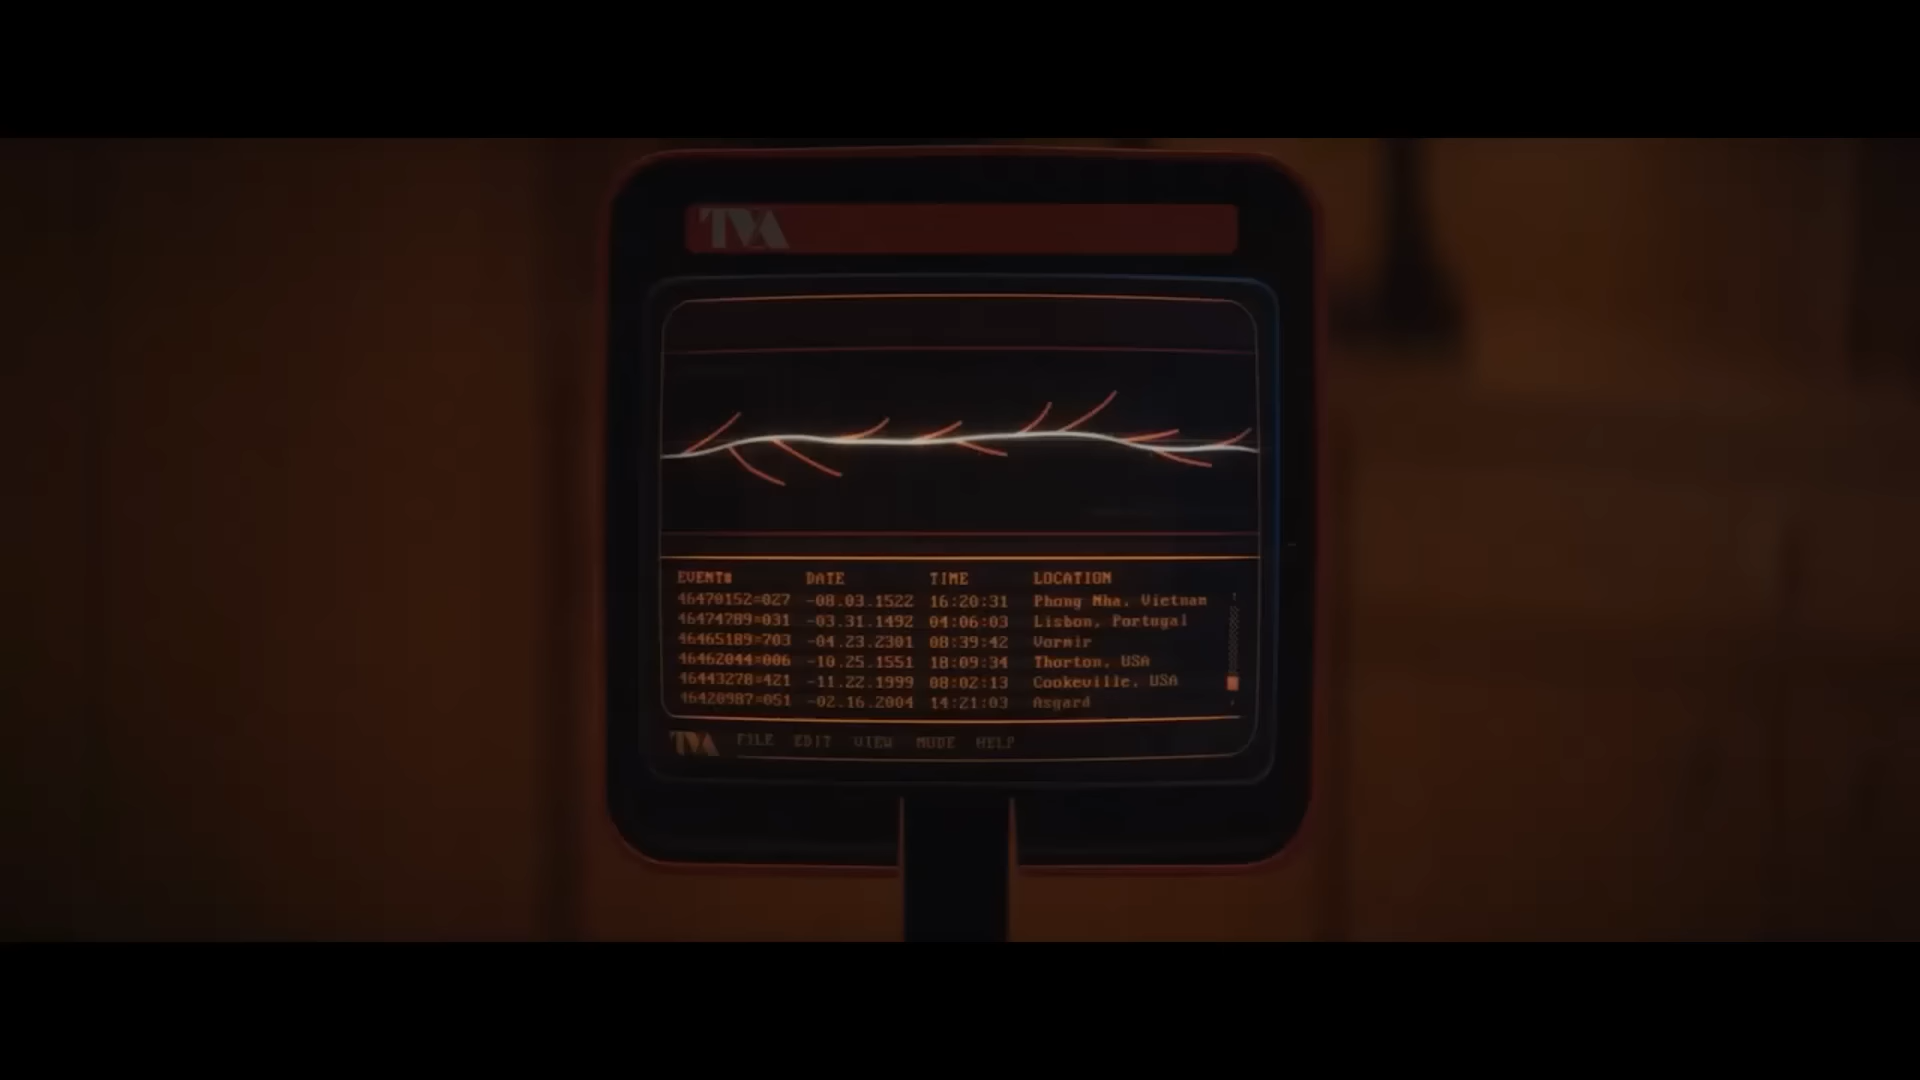 TVA
EVENT# DATE TIME LOCATION
46470152=027 -08.03.1522 16:20:31 Phong Nha, Vietnam
46474789=031 -03.31.1492 04:06:03 Lisbon, Portugal
46465189=703 -04.23.2301 08:39:42 Vormir
46462044=006 -10.25.1551 18:09:34 Thorton, USA
46443278=421 -11.22.1999 08:02:13 Cookeville, USA
46420987=051 -02.16.2004 14:21:03 Asgard
TVA FILE EDIT VIEW MODE HELP